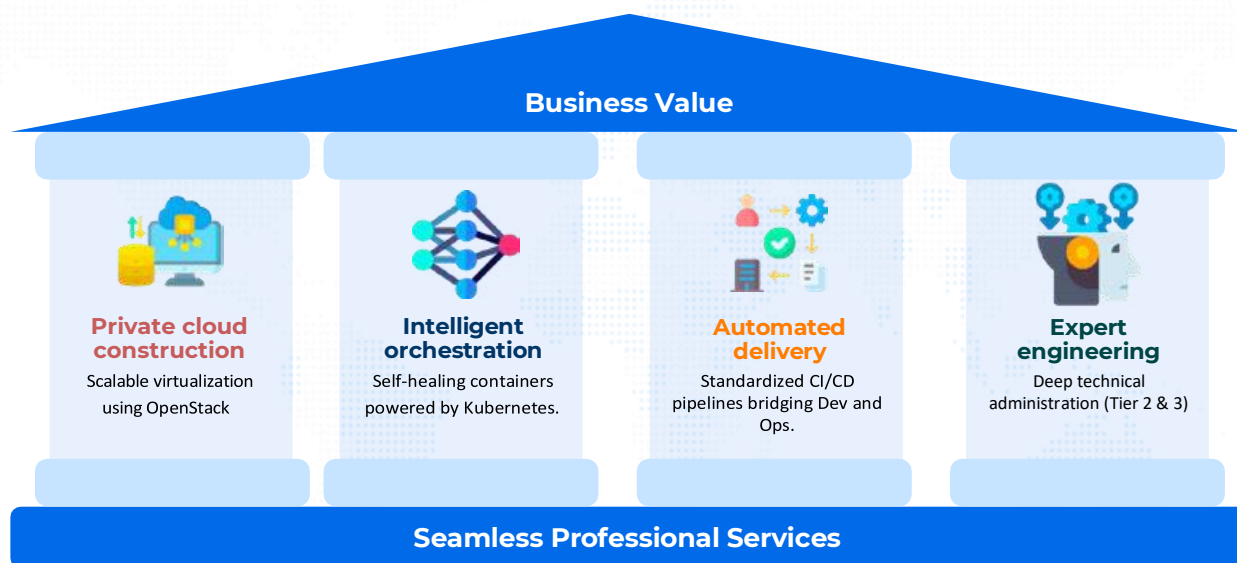 Business Value
Private cloud
construction
Scalable virtualization
using OpenStack
Intelligent
orchestration
Self-healing containers
powered by Kubernetes.
Automated
delivery
Standardized CI/CD
pipelines bridging Dev and
Ops.
Expert
engineering
Deep technical
administration (Tier 2 & 3)
Seamless Professional Services